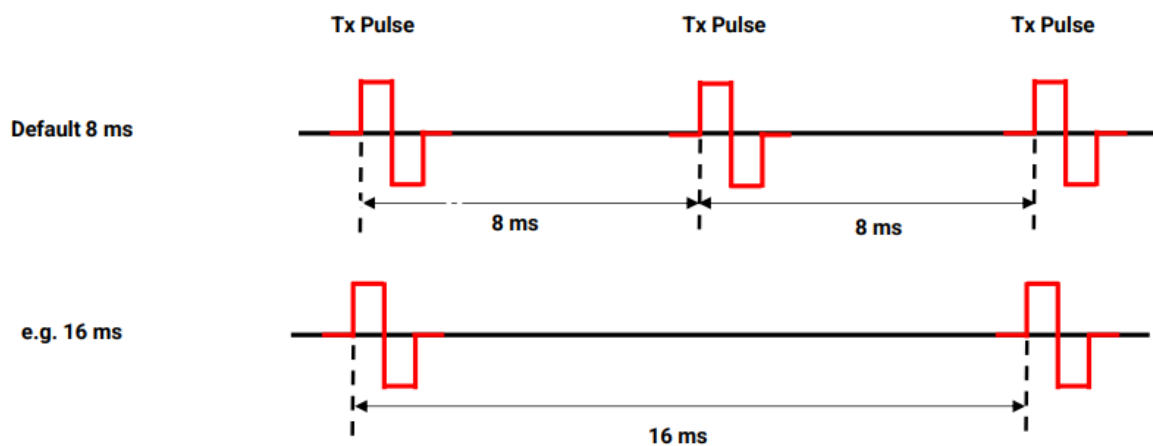 Tx Pulse
Tx Pulse
Tx Pulse
Default 8 ms
8 ms
8 ms
e.g. 16 ms
16 ms